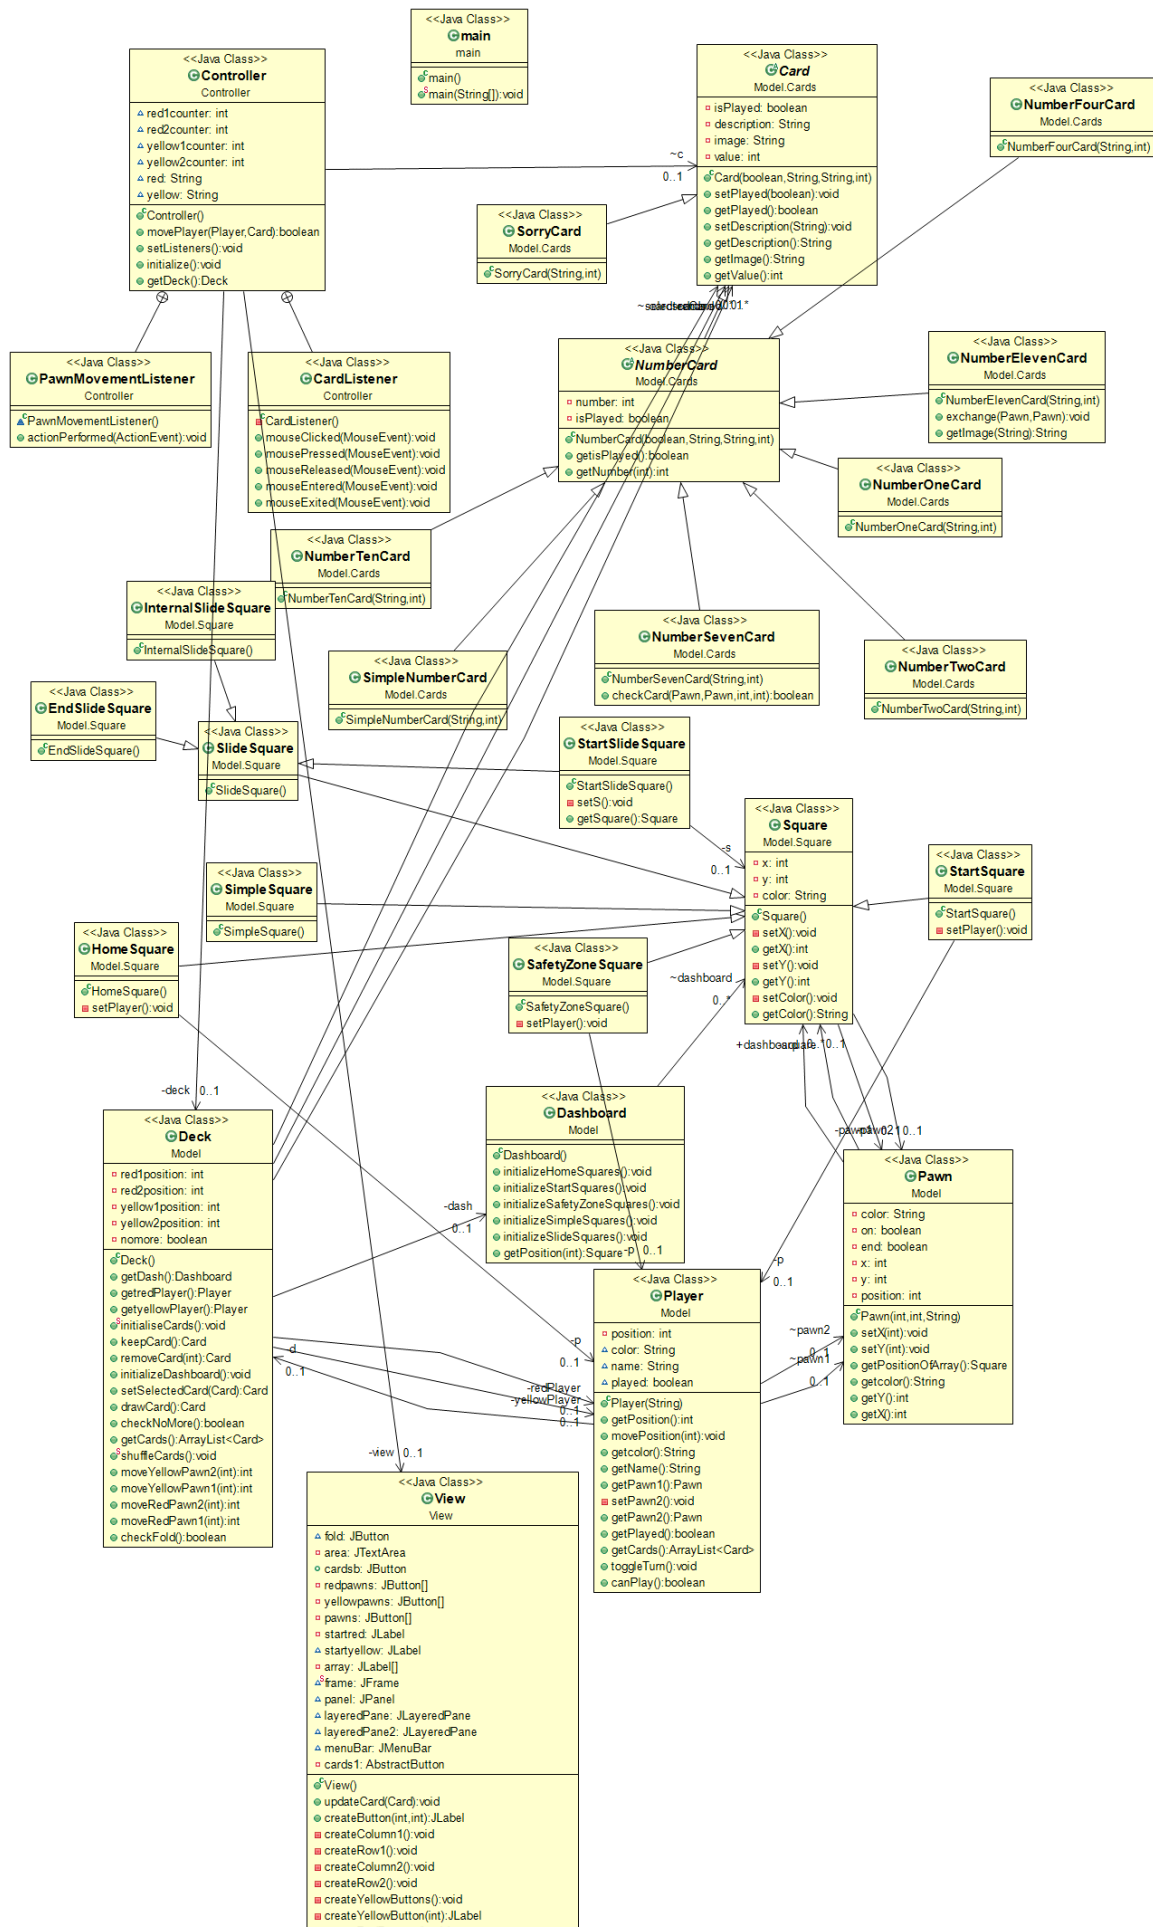 <<Java Class>>
main
main
main()
main(String[]):void
<<Java Class>>
Controller
Controller
red1counter: int
red2counter: int
yellow1counter: int
yellow2counter: int
red: String
yellow: String
Controller()
movePlayer(Player,Card):boolean
setListeners():void
initialize():void
getDeck():Deck
<<Java Class>>
Card
Model.Cards
isPlayed: boolean
description: String
image: String
value: int
Card(boolean,String,String,int)
setPlayed(boolean):void
getPlayed():boolean
setDescription(String):void
getDescription():String
getImage():String
getValue():int
<<Java Class>>
NumberFourCard
Model.Cards
NumberFourCard(String,int)
~c
0..1
<<Java Class>>
SorryCard
Model.Cards
SorryCard(String,int)
<<Java Class>>
PawnMovementListener
Controller
PawnMovementListener()
actionPerformed(ActionEvent):void
<<Java Class>>
CardListener
Controller
CardListener()
mouseClicked(MouseEvent):void
mousePressed(MouseEvent):void
mouseReleased(MouseEvent):void
mouseEntered(MouseEvent):void
mouseExited(MouseEvent):void
<<Java Class>>
NumberCard
Model.Cards
number: int
isPlayed: boolean
NumberCard(boolean,String,String,int)
getisPlayed():boolean
getNumber(int):int
<<Java Class>>
NumberElevenCard
Model.Cards
NumberElevenCard(String,int)
exchange(Pawn,Pawn):void
getImage(String):String
<<Java Class>>
NumberOneCard
Model.Cards
NumberOneCard(String,int)
<<Java Class>>
NumberTenCard
Model.Cards
NumberTenCard(String,int)
<<Java Class>>
InternalSlideSquare
Model.Square
InternalSlideSquare()
<<Java Class>>
SimpleNumberCard
Model.Cards
SimpleNumberCard(String,int)
<<Java Class>>
NumberSevenCard
Model.Cards
NumberSevenCard(String,int)
checkCard(Pawn,Pawn,int,int):boolean
<<Java Class>>
NumberTwoCard
Model.Cards
NumberTwoCard(String,int)
<<Java Class>>
EndSlideSquare
Model.Square
EndSlideSquare()
<<Java Class>>
SlideSquare
Model.Square
SlideSquare()
<<Java Class>>
StartSlideSquare
Model.Square
StartSlideSquare()
setS():void
getSquare():Square
-s
0..1
<<Java Class>>
Square
Model.Square
x: int
y: int
color: String
Square()
setX():void
getX():int
setY():void
getY():int
setColor():void
getColor():String
<<Java Class>>
StartSquare
Model.Square
StartSquare()
setPlayer():void
<<Java Class>>
SimpleSquare
Model.Square
SimpleSquare()
<<Java Class>>
HomeSquare
Model.Square
HomeSquare()
setPlayer():void
<<Java Class>>
SafetyZoneSquare
Model.Square
SafetyZoneSquare()
setPlayer():void
~dashboard
0..*
+dashboard
0..1
-deck
0..1
<<Java Class>>
Deck
Model
red1position: int
red2position: int
yellow1position: int
yellow2position: int
nomore: boolean
Deck()
getDash():Dashboard
getredPlayer():Player
getyellowPlayer():Player
initialiseCards():void
keepCard():Card
removeCard(int):Card
initializeDashboard():void
setSelectedCard(Card):Card
drawCard():Card
checkNoMore():boolean
getCards():ArrayList<Card>
shuffleCards():void
moveYellowPawn2(int):int
moveYellowPawn1(int):int
moveRedPawn2(int):int
moveRedPawn1(int):int
checkFold():boolean
<<Java Class>>
Dashboard
Model
Dashboard()
initializeHomeSquares():void
initializeStartSquares():void
initializeSafetyZoneSquares():void
initializeSimpleSquares():void
initializeSlideSquares():void
getPosition(int):Square
-dash
0..1
-p
0..1
0..1
<<Java Class>>
Pawn
Model
color: String
on: boolean
end: boolean
x: int
y: int
position: int
Pawn(int,int,String)
setX(int):void
setY(int):void
getPositionOfArray():Square
getcolor():String
getY():int
getX():int
-p
0..1
<<Java Class>>
Player
Model
position: int
color: String
name: String
played: boolean
Player(String)
getPosition():int
movePosition(int):void
getcolor():String
getName():String
getPawn1():Pawn
setPawn2():void
getPawn2():Pawn
getPlayed():boolean
getCards():ArrayList<Card>
toggleTurn():void
canPlay():boolean
~pawn2
0..1
~pawn1
0..1
-p
0..1
-d
0..1
-redPlayer
-yellowPlayer
0..1
0..1
-view
0..1
<<Java Class>>
View
View
fold: JButton
area: JTextArea
cardsb: JButton
redpawns: JButton[]
yellowpawns: JButton[]
pawns: JButton[]
startred: JLabel
startyellow: JLabel
array: JLabel[]
frame: JFrame
panel: JPanel
layeredPane: JLayeredPane
layeredPane2: JLayeredPane
menuBar: JMenuBar
cards1: AbstractButton
View()
updateCard(Card):void
createButton(int,int):JLabel
createColumn1():void
createRow1():void
createColumn2():void
createRow2():void
createYellowButtons():void
createYellowButton(int):JLabel